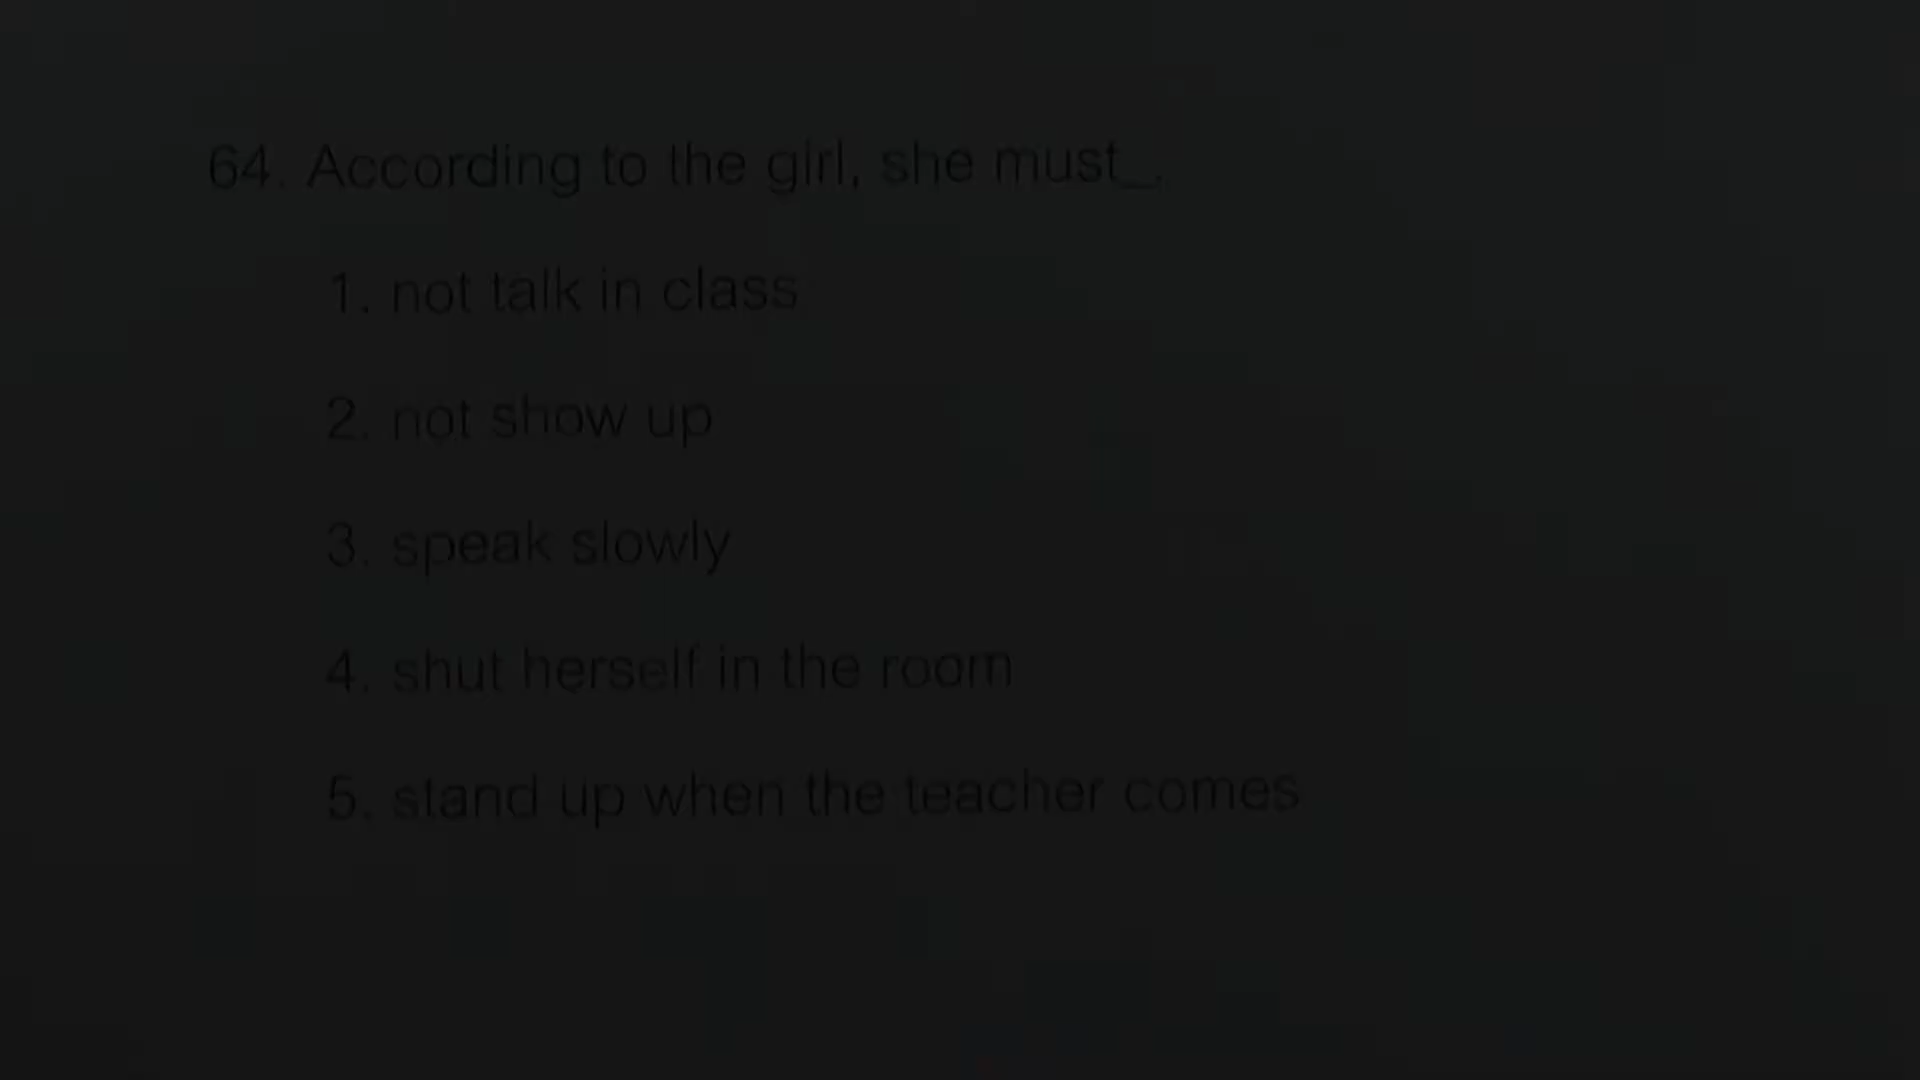 64. According to the girl, she must_.
1. not talk in class
2. not show up
3. speak slowly
4. shut herself in the room
5. stand up when the teacher comes